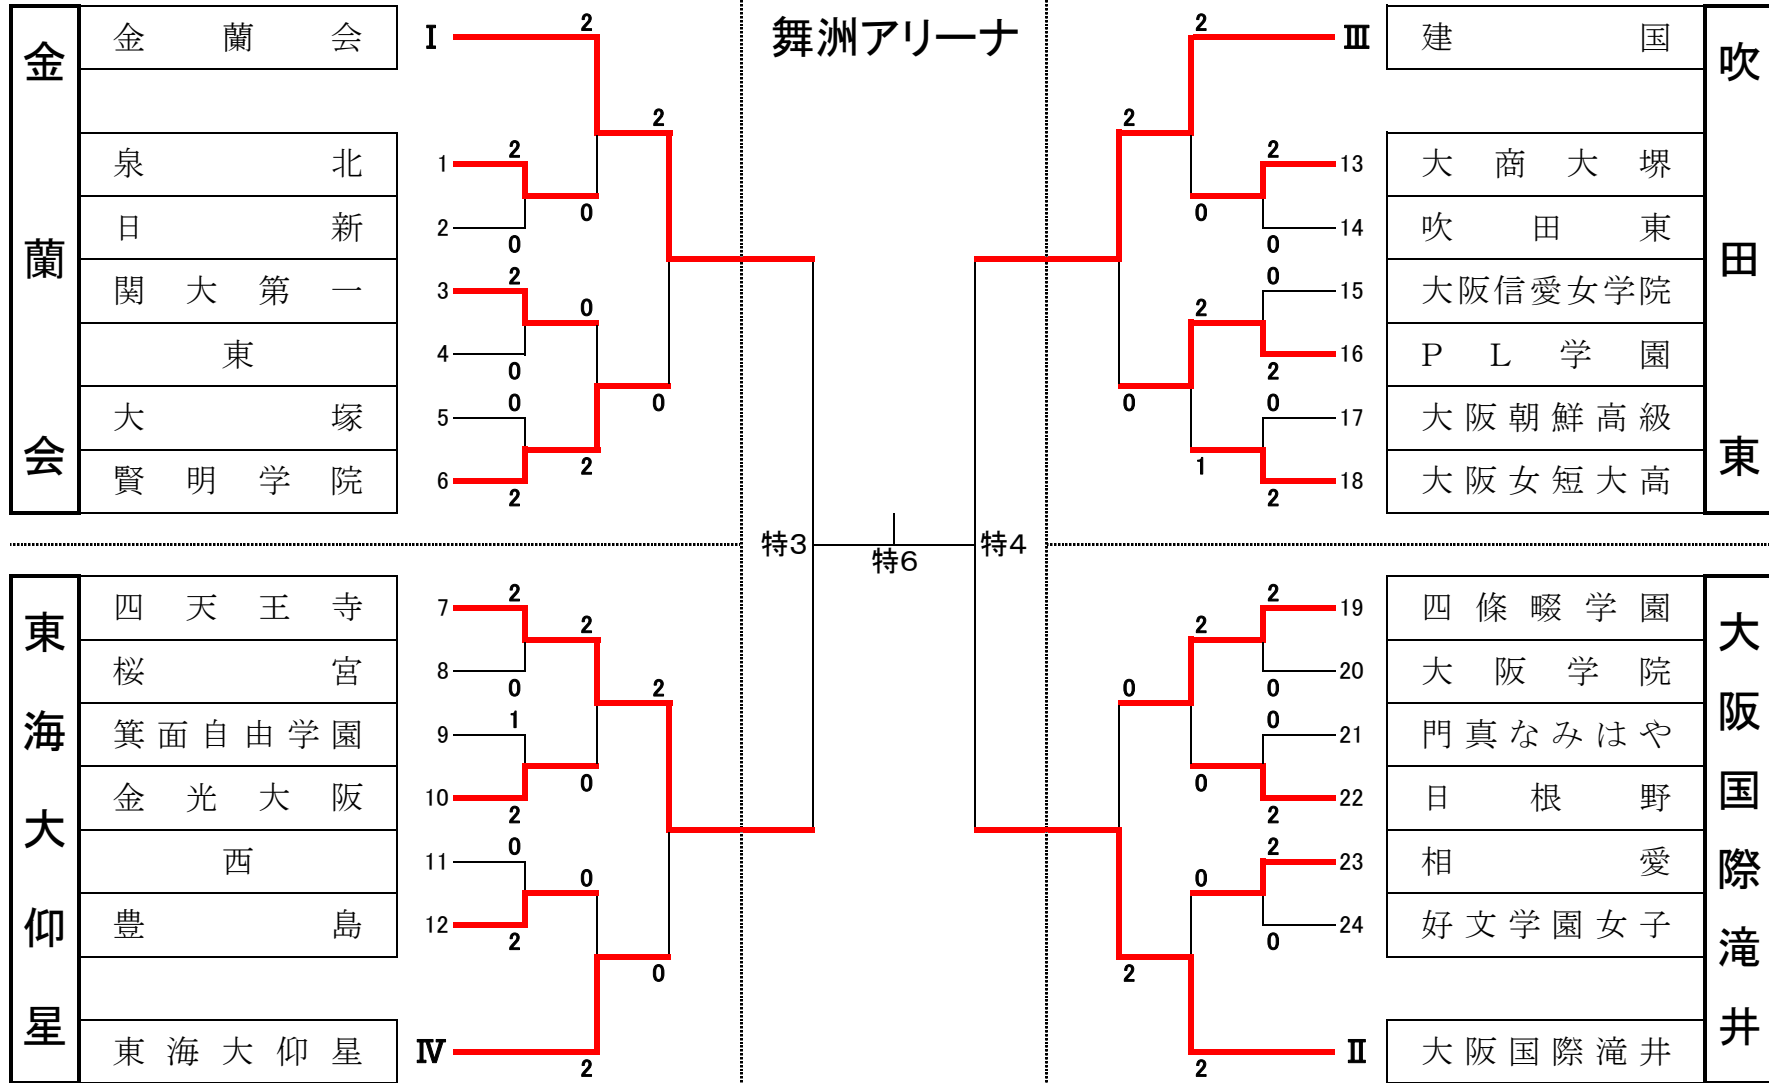 舞洲アリーナ
金蘭会
金蘭会 Ⅰ 2
2
泉北 1 2
0
日新 2 0
関大第一 3 2
0
東 4 0
0
大塚 5 0
2
賢明学院 6 2
東海大仰星
四天王寺 7 2
2
桜宮 8 0
2
箕面自由学園 9 1
0
金光大阪 10 2
西 11 0
0
豊島 12 2
0
東海大仰星 Ⅳ 2
特3
特6
特4
吹田東
2 Ⅲ 建国
2
2 13 大商大堺
0
0 14 吹田東
0 15 大阪信愛女学院
2
2 16 PL学園
0
0 17 大阪朝鮮高級
1
2 18 大阪女短大高
大阪国際滝井
2 19 四條畷学園
2
0 20 大阪学院
0
0 21 門真なみはや
0
2 22 日根野
2 23 相愛
0
0 24 好文学園女子
2
2 Ⅱ 大阪国際滝井